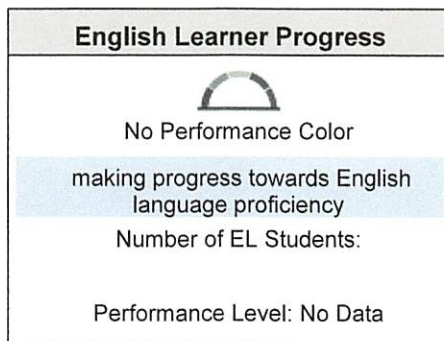 English Learner Progress
No Performance Color
making progress towards English
language proficiency
Number of EL Students:
Performance Level: No Data